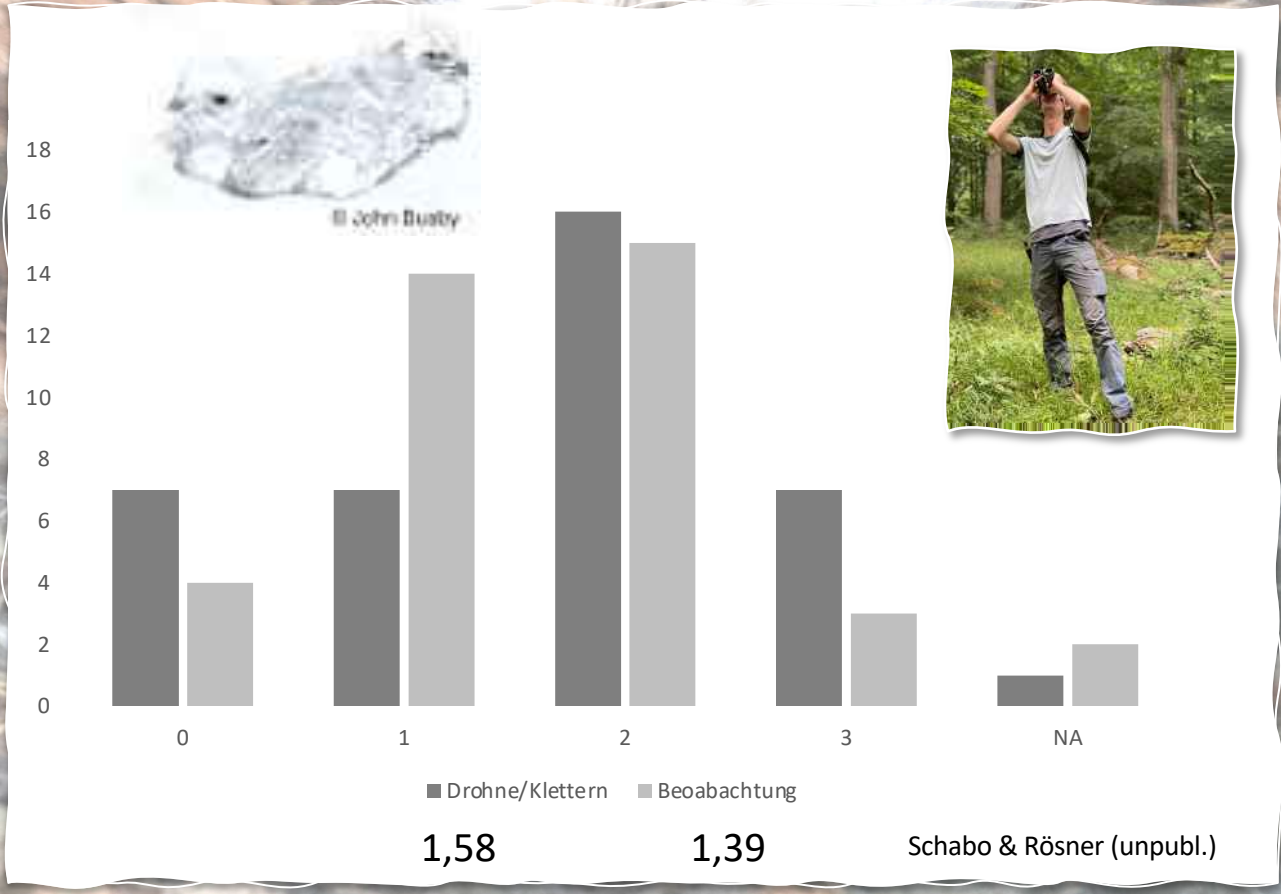 © John Busby
18
16
14
12
10
8
6
4
2
0
0 1 2 3 NA
Drohne/Klettern Beoabachtung
1,58 1,39 Schabo & Rösner (unpubl.)